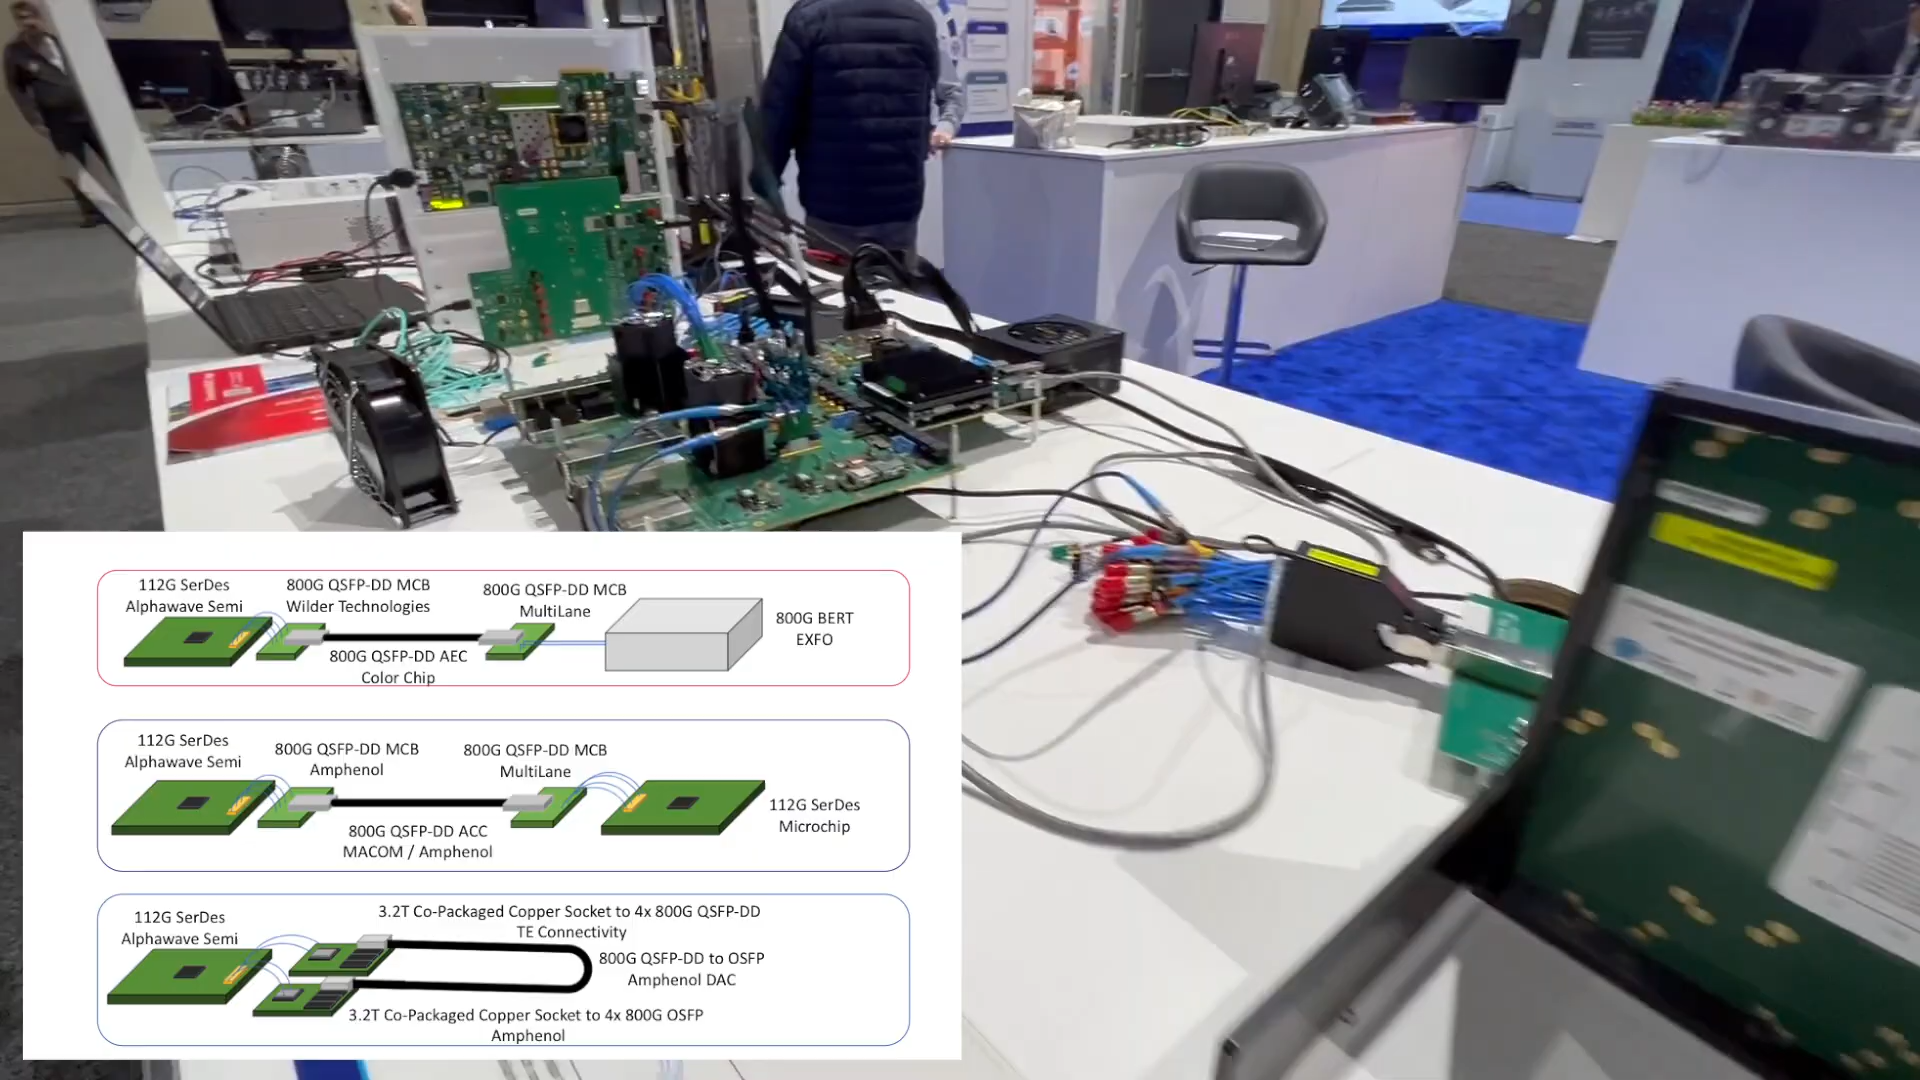 112G SerDes
Alphawave Semi
800G QSFP-DD MCB
Wilder Technologies
800G QSFP-DD MCB
MultiLane
800G BERT
EXFO
800G QSFP-DD AEC
Color Chip
112G SerDes
Alphawave Semi
800G QSFP-DD MCB
Amphenol
800G QSFP-DD MCB
MultiLane
112G SerDes
Microchip
800G QSFP-DD ACC
MACOM / Amphenol
112G SerDes
Alphawave Semi
3.2T Co-Packaged Copper Socket to 4x 800G QSFP-DD
TE Connectivity
800G QSFP-DD to OSFP
Amphenol DAC
3.2T Co-Packaged Copper Socket to 4x 800G OSFP
Amphenol